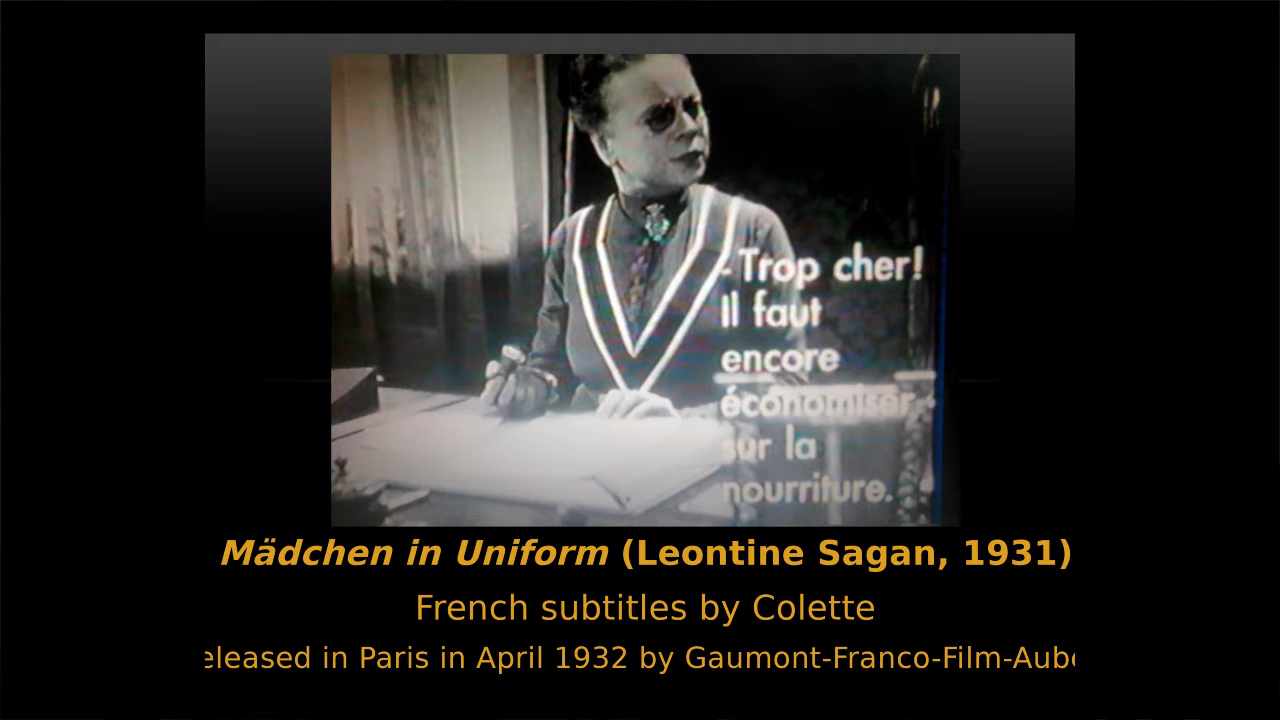 - Trop cher!
Il faut
encore
économiser
sur la
nourriture.
Mädchen in Uniform (Leontine Sagan, 1931)
French subtitles by Colette
eleased in Paris in April 1932 by Gaumont-Franco-Film-Aub